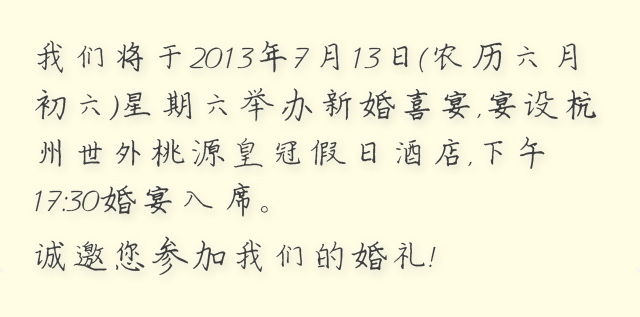 我们将于2013年7月13日(农历六月
初六)星期六举办新婚喜宴,宴设杭
州世外桃源皇冠假日酒店,下午
17:30婚宴入席。
诚邀您参加我们的婚礼!